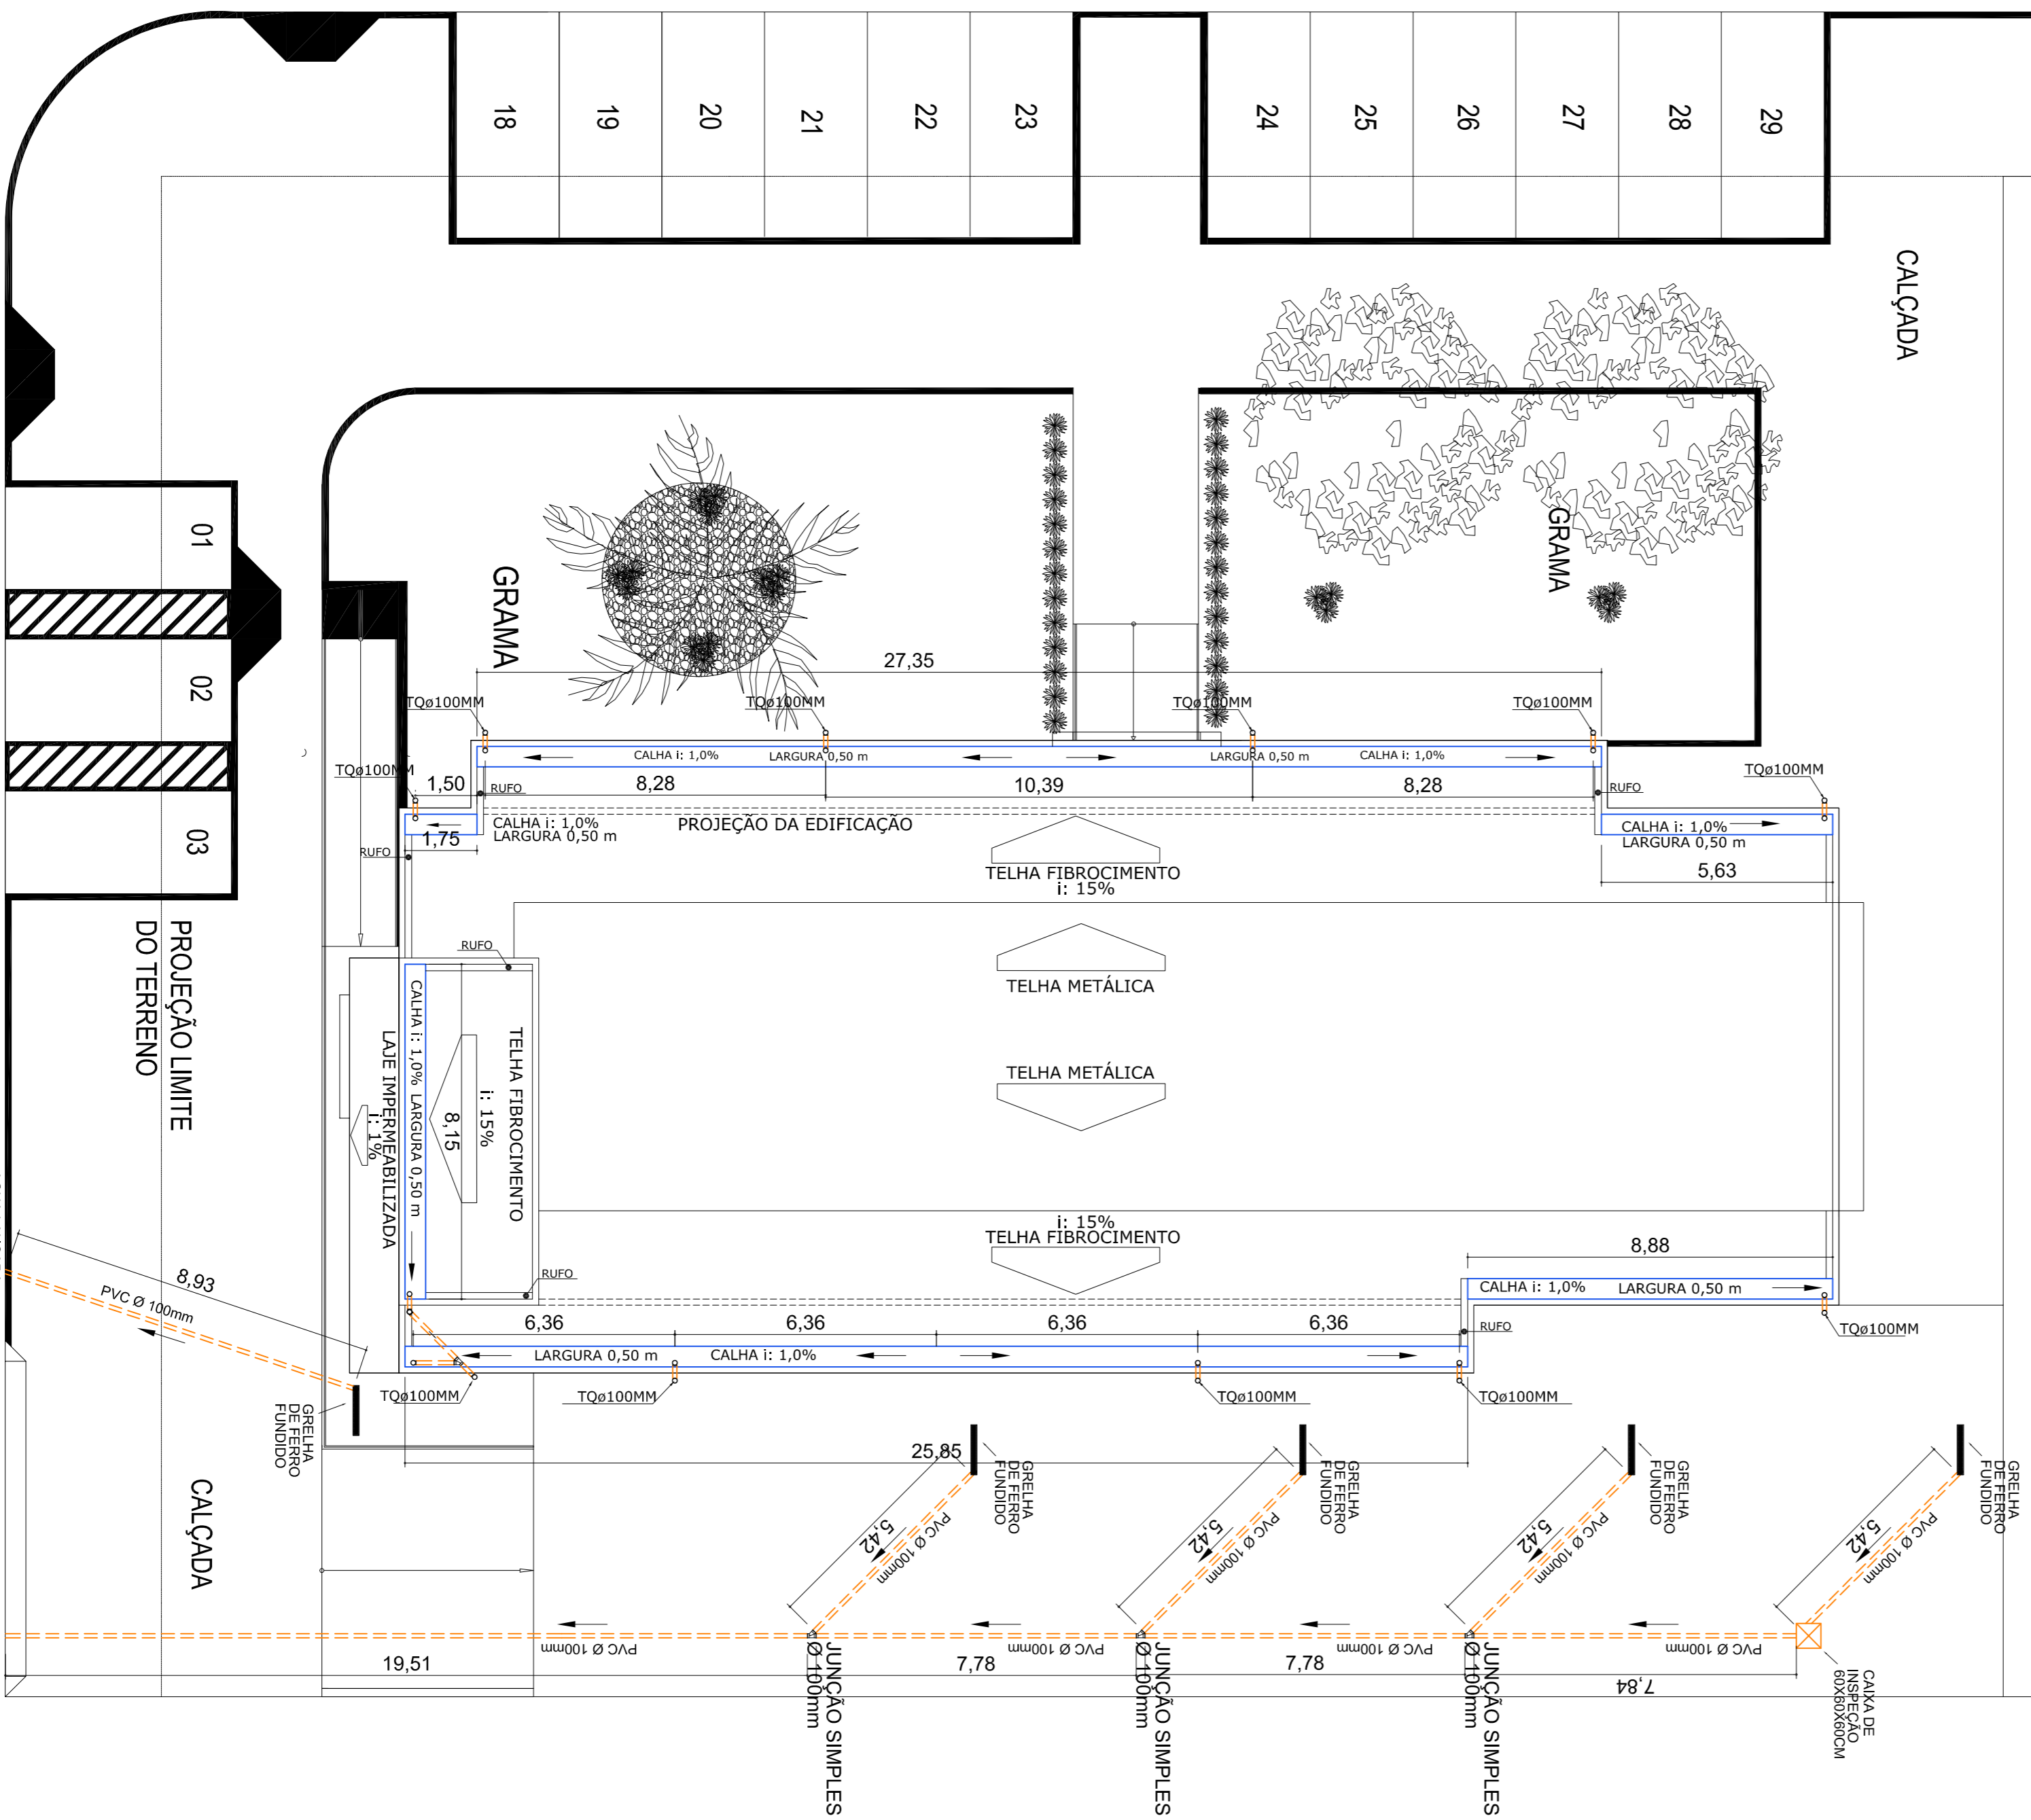 18
19
20
21
22
23
24
25
26
27
28
29
CALÇADA
01
02
03
GRAMA
GRAMA
27,35
TQø100MM
TQø100MM
TQø100MM
TQø100MM
CALHA i: 1,0%
LARGURA 0,50 m
LARGURA 0,50 m
CALHA i: 1,0%
TQø100MM
TQø100MM
1,50
RUFO
8,28
10,39
8,28
RUFO
CALHA i: 1,0%
LARGURA 0,50 m
PROJEÇÃO DA EDIFICAÇÃO
CALHA i: 1,0%
LARGURA 0,50 m
1,75
RUFO
5,63
TELHA FIBROCIMENTO
i: 15%
RUFO
TELHA METÁLICA
TELHA METÁLICA
PROJEÇÃO LIMITE
DO TERRENO
CALHA i: 1,0% LARGURA 0,50 m
TELHA FIBROCIMENTO
i: 15%
8,15
LAJE IMPERMEABILIZADA
i: 1%
i: 15%
TELHA FIBROCIMENTO
8,88
RUFO
CALHA i: 1,0%
LARGURA 0,50 m
8,93
PVC Ø 100mm
6,36
6,36
6,36
6,36
RUFO
TQø100MM
LARGURA 0,50 m
CALHA i: 1,0%
TQø100MM
TQø100MM
TQø100MM
TQø100MM
GRELHA
DE FERRO
FUNDIDO
25,85
GRELHA
DE FERRO
FUNDIDO
GRELHA
DE FERRO
FUNDIDO
GRELHA
DE FERRO
FUNDIDO
GRELHA
DE FERRO
FUNDIDO
CALÇADA
5,42
PVC Ø 100mm
5,42
PVC Ø 100mm
5,42
PVC Ø 100mm
5,42
PVC Ø 100mm
PVC Ø 100mm
PVC Ø 100mm
PVC Ø 100mm
PVC Ø 100mm
19,51
7,78
7,78
7,84
JUNÇÃO SIMPLES
Ø 100mm
JUNÇÃO SIMPLES
Ø 100mm
JUNÇÃO SIMPLES
Ø 100mm
CAIXA DE
INSPEÇÃO
60X60X60CM